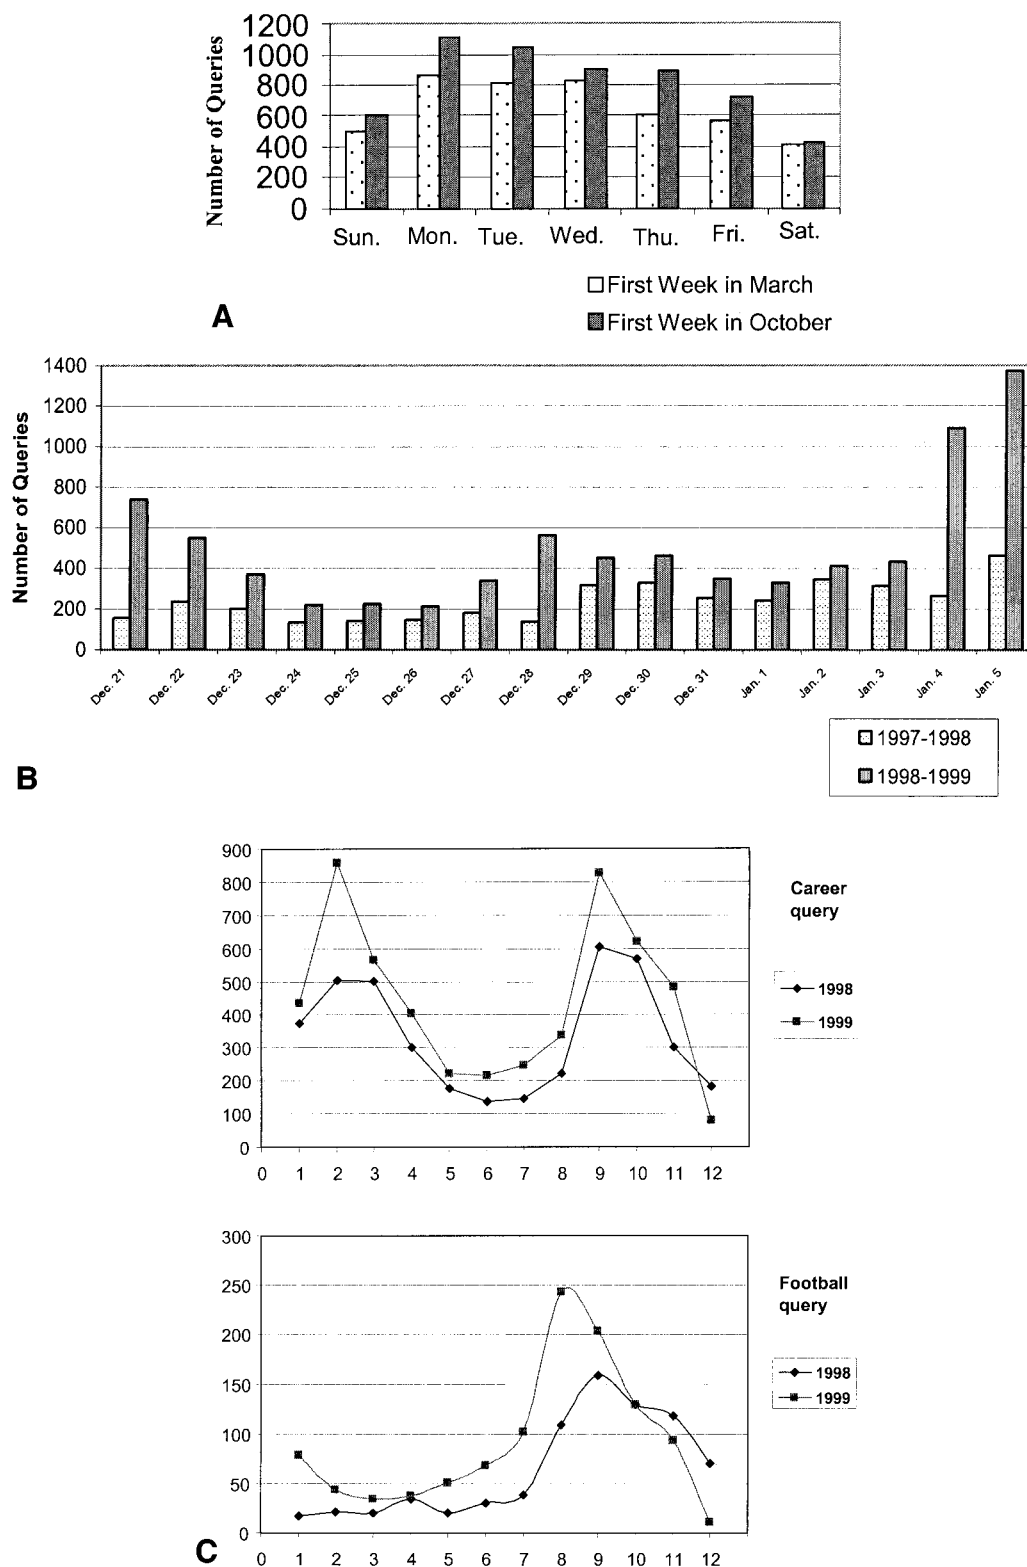 1200
1000
800
600
400
200
0
Number of Queries
Sun. Mon. Tue. Wed. Thu. Fri. Sat.
First Week in March
First Week in October
A
1400
1200
1000
800
600
400
200
0
Number of Queries
Dec. 21 Dec. 22 Dec. 23 Dec. 24 Dec. 25 Dec. 26 Dec. 27 Dec. 28 Dec. 29 Dec. 30 Dec. 31 Jan. 1 Jan. 2 Jan. 3 Jan. 4 Jan. 5
1997-1998
1998-1999
B
900
800
700
600
500
400
300
200
100
0
0 1 2 3 4 5 6 7 8 9 10 11 12
Career
query
1998
1999
300
250
200
150
100
50
0
0 1 2 3 4 5 6 7 8 9 10 11 12
Football
query
1998
1999
C